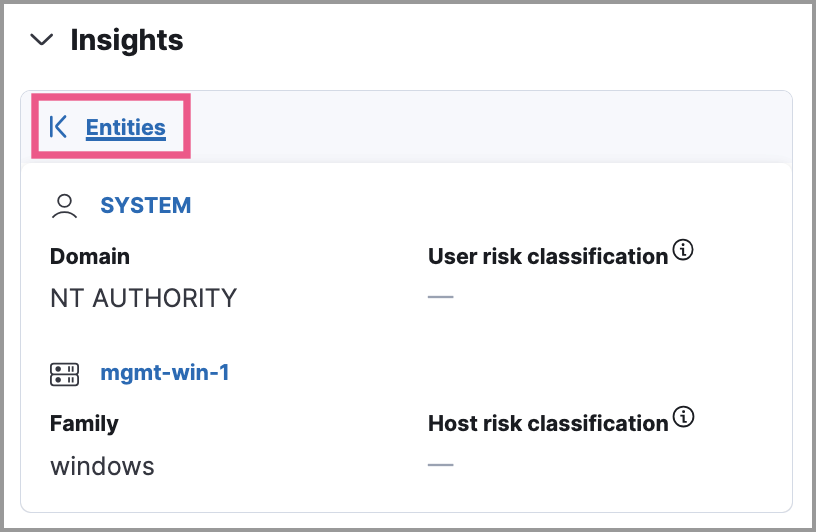 Insights
Entities
SYSTEM
Domain
User risk classification
NT AUTHORITY
—
mgmt-win-1
Family
Host risk classification
windows
—